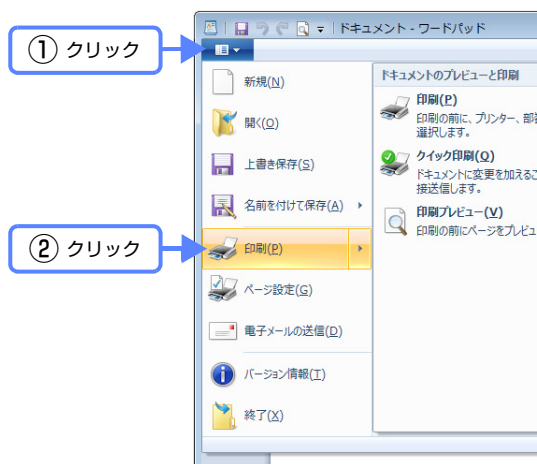 ドキュメント - ワードパッド
① クリック
新規(N)
開く(O)
上書き保存(S)
名前を付けて保存(A)
② クリック
印刷(P)
ページ設定(G)
電子メールの送信(D)
バージョン情報(T)
終了(X)
ドキュメントのプレビューと印刷
印刷(P)
印刷の前に、プリンター、部
選択します。
クイック印刷(Q)
ドキュメントに変更を加えるこ
接送信します。
印刷プレビュー(V)
印刷の前にページをプレビュ